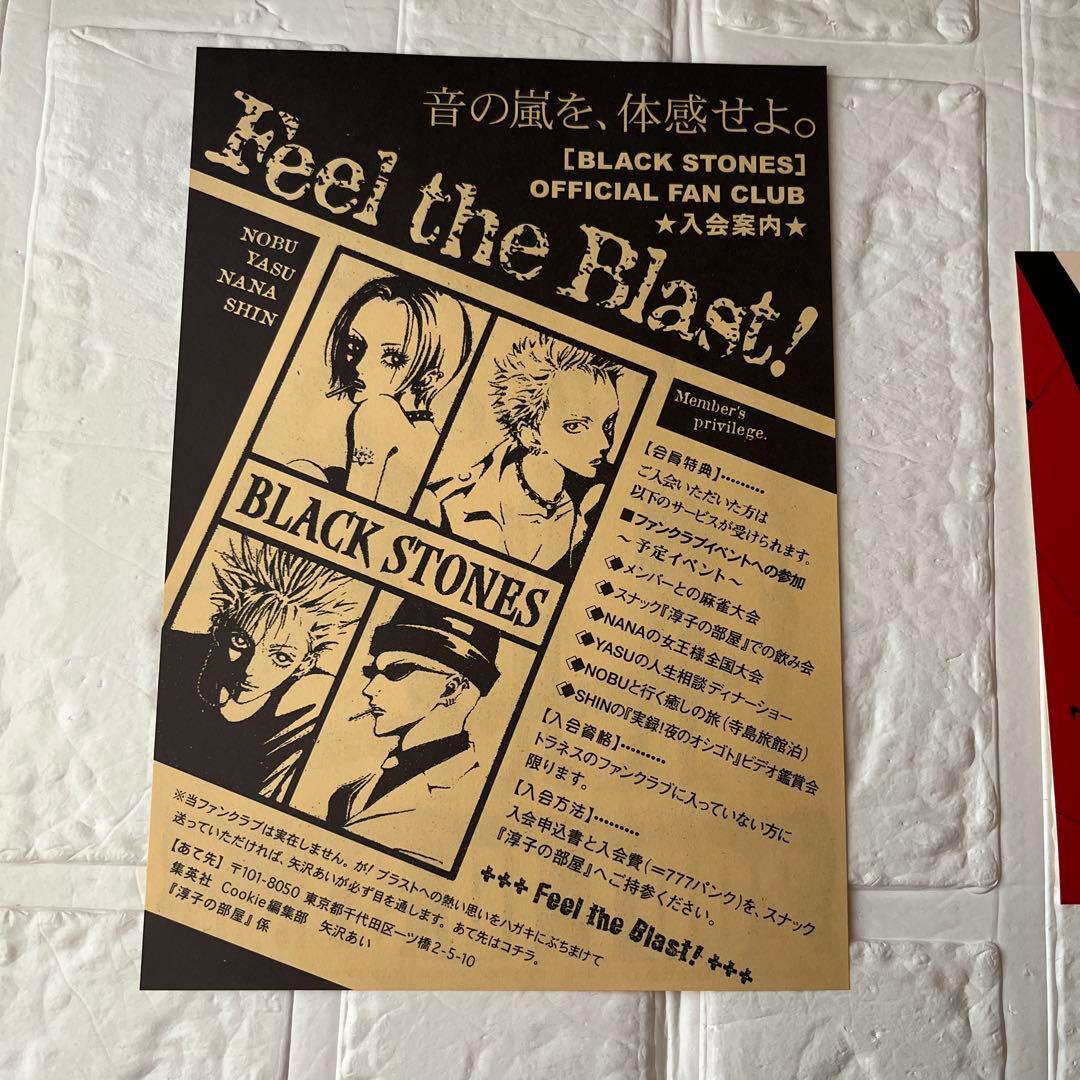 音の嵐を、体感せよ。
[BLACK STONES]
OFFICIAL FAN CLUB
★入会案内★
Feel the Blast!
NOBU
YASU
NANA
SHIN
BLACK STONES
Member's
privilege.
【会員特典】………
ご入会いただいた方は
以下のサービスが受けられます。
■ファンクラブイベントへの参加
～予定イベント～
◆メンバーとの麻雀大会
◆スナック『淳子の部屋』での飲み会
◆NANAの女王様全国大会
◆YASUの人生相談ディナーショー
◆NOBUと行く癒しの旅（寺島旅館泊）
◆SHINの『実録!夜のオシゴト』ビデオ鑑賞会
【入会資格】………
トラネスのファンクラブに入っていない方に
限ります。
【入会方法】………
入会申込書と入会費(=777パンク)を、スナック
『淳子の部屋』へご持参ください。
+++ Feel the Blast! +++
※当ファンクラブは実在しません。が! ブラストへの熱い思いをハガキにぶちまけて
送っていただければ、矢沢あいが必ず目を通します。あて先はコチラ。
【あて先】〒101-8050 東京都千代田区一ツ橋2-5-10
集英社 Cookie編集部 矢沢あい
『淳子の部屋』係